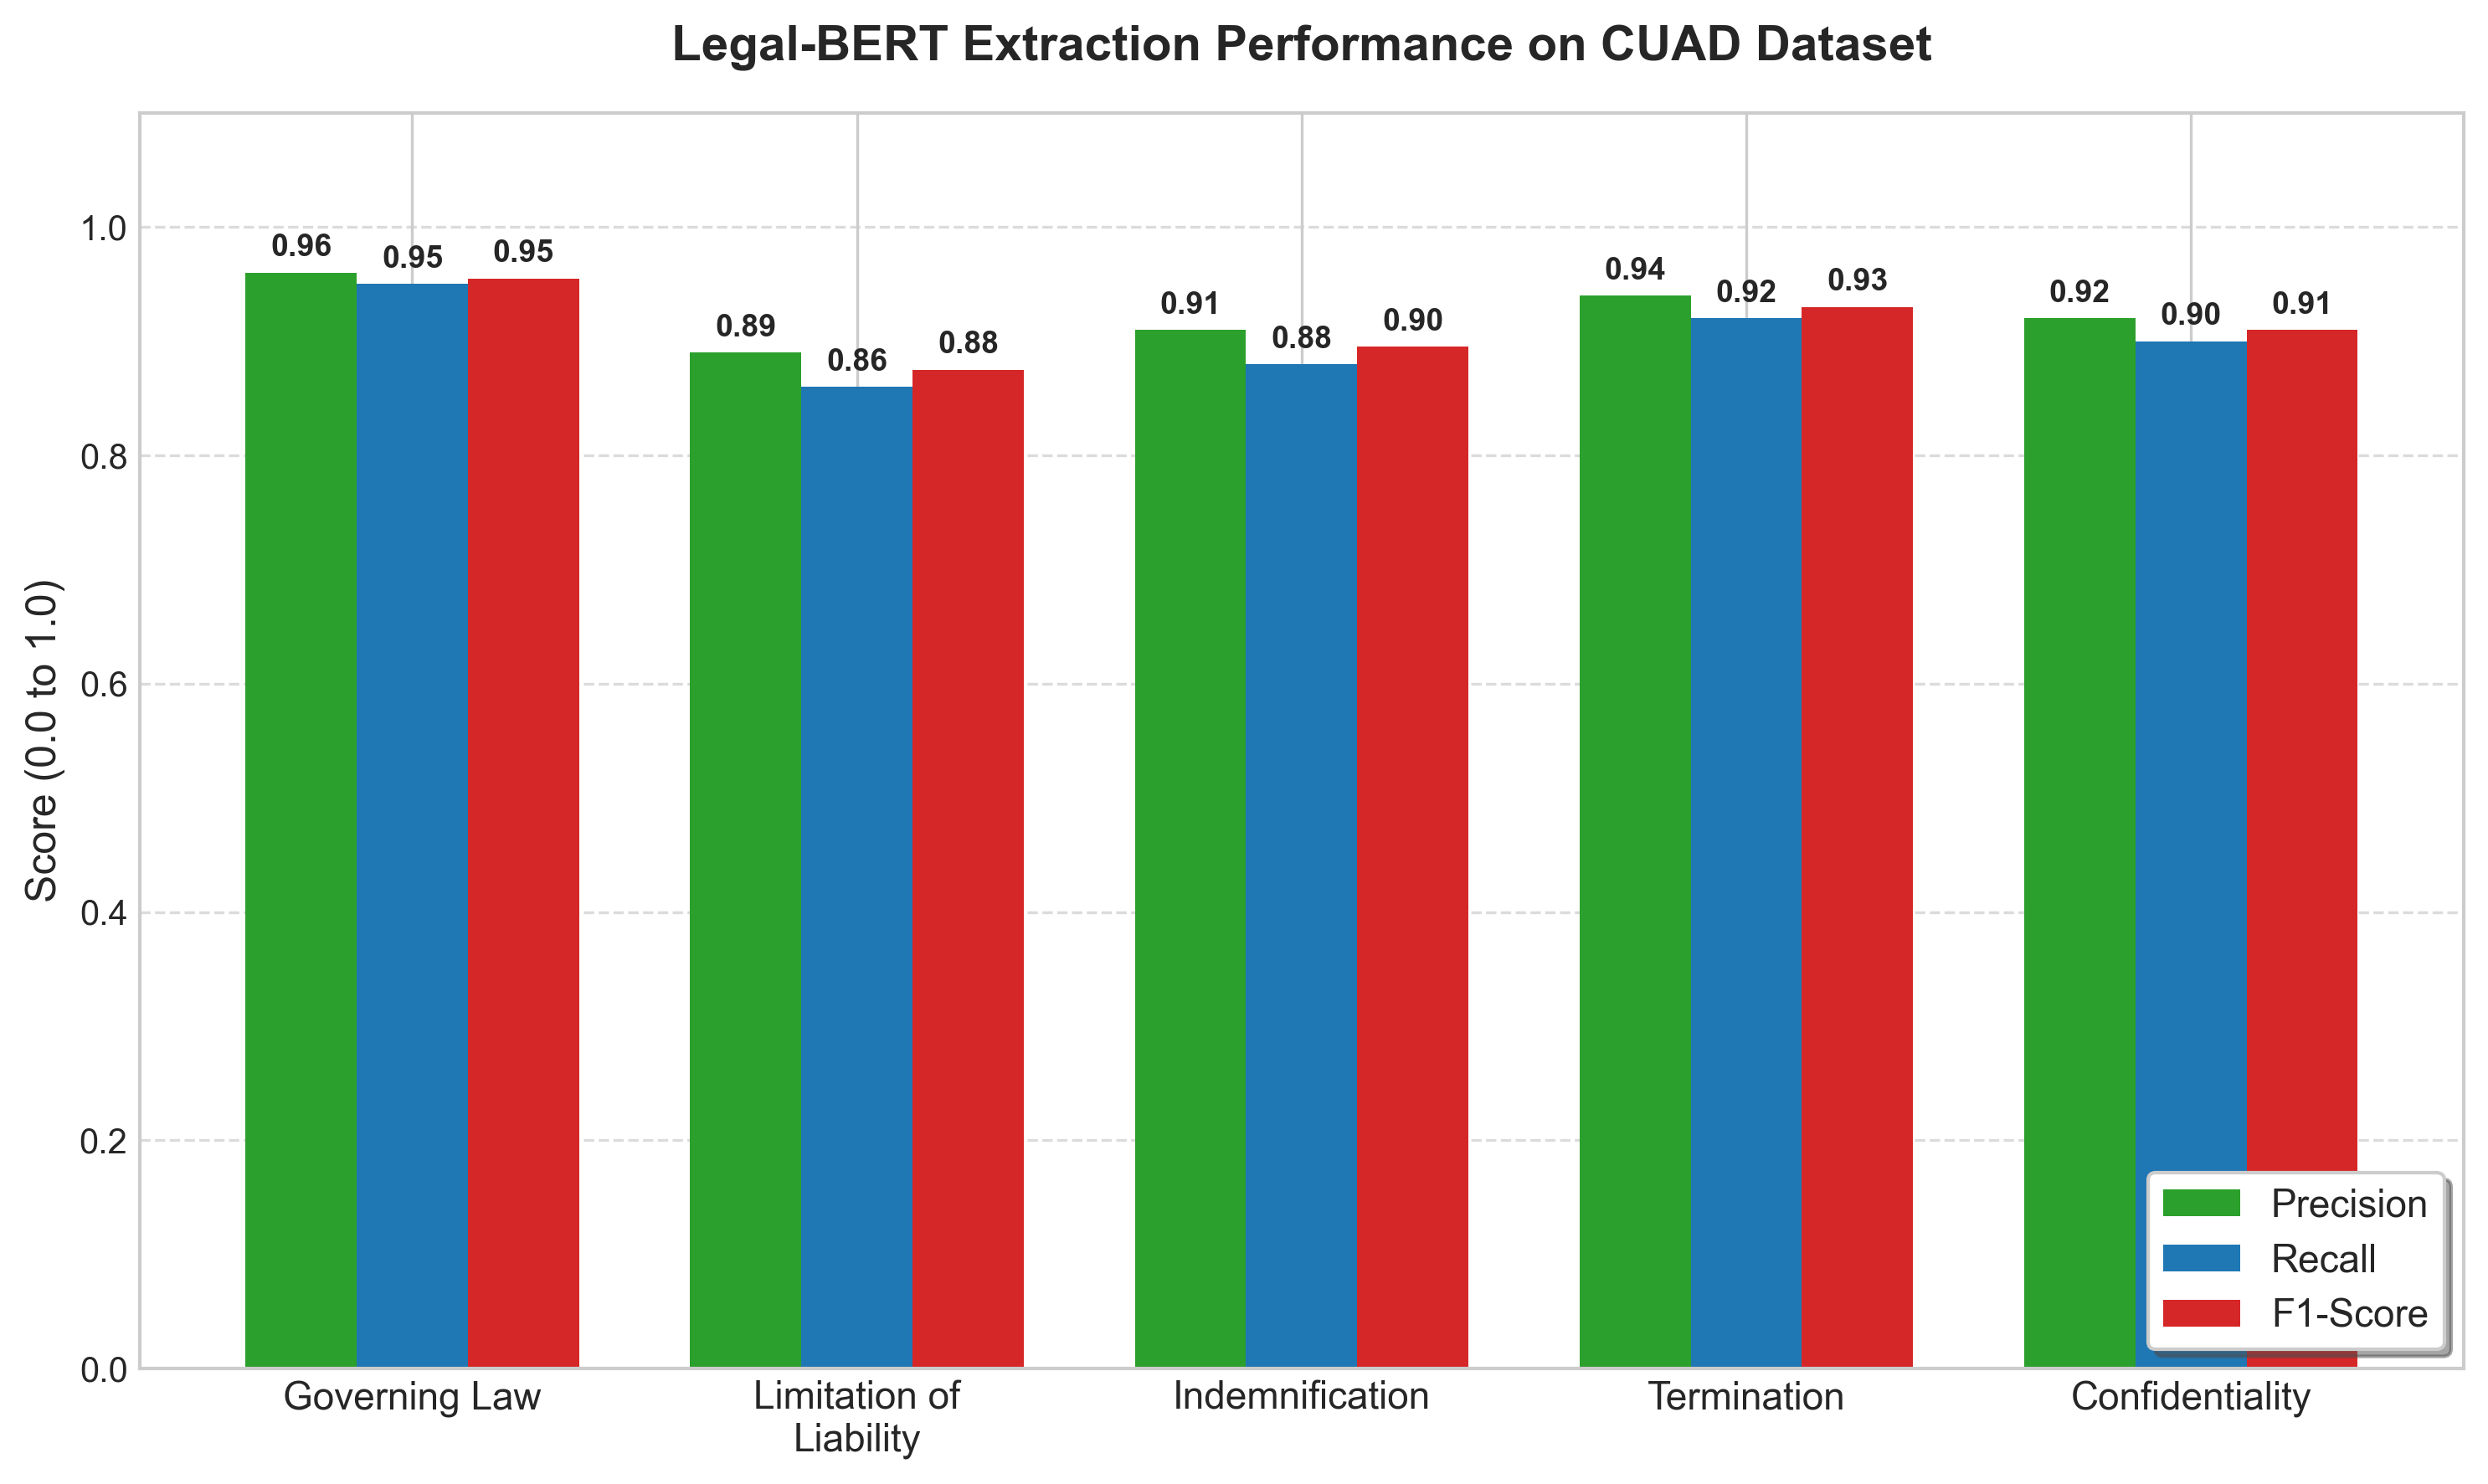 Legal-BERT Extraction Performance on CUAD Dataset
Score (0.0 to 1.0)
1.0
0.8
0.6
0.4
0.2
0.0
0.96
0.95
0.95
0.89
0.86
0.88
0.91
0.88
0.90
0.94
0.92
0.93
0.92
0.90
0.91
Governing Law
Limitation of
Liability
Indemnification
Termination
Confidentiality
Precision
Recall
F1-Score